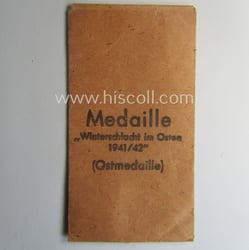 www.hiscoll.com
Medaille
„Winterschlacht im Osten
1941/42"
(Ostmedaille)